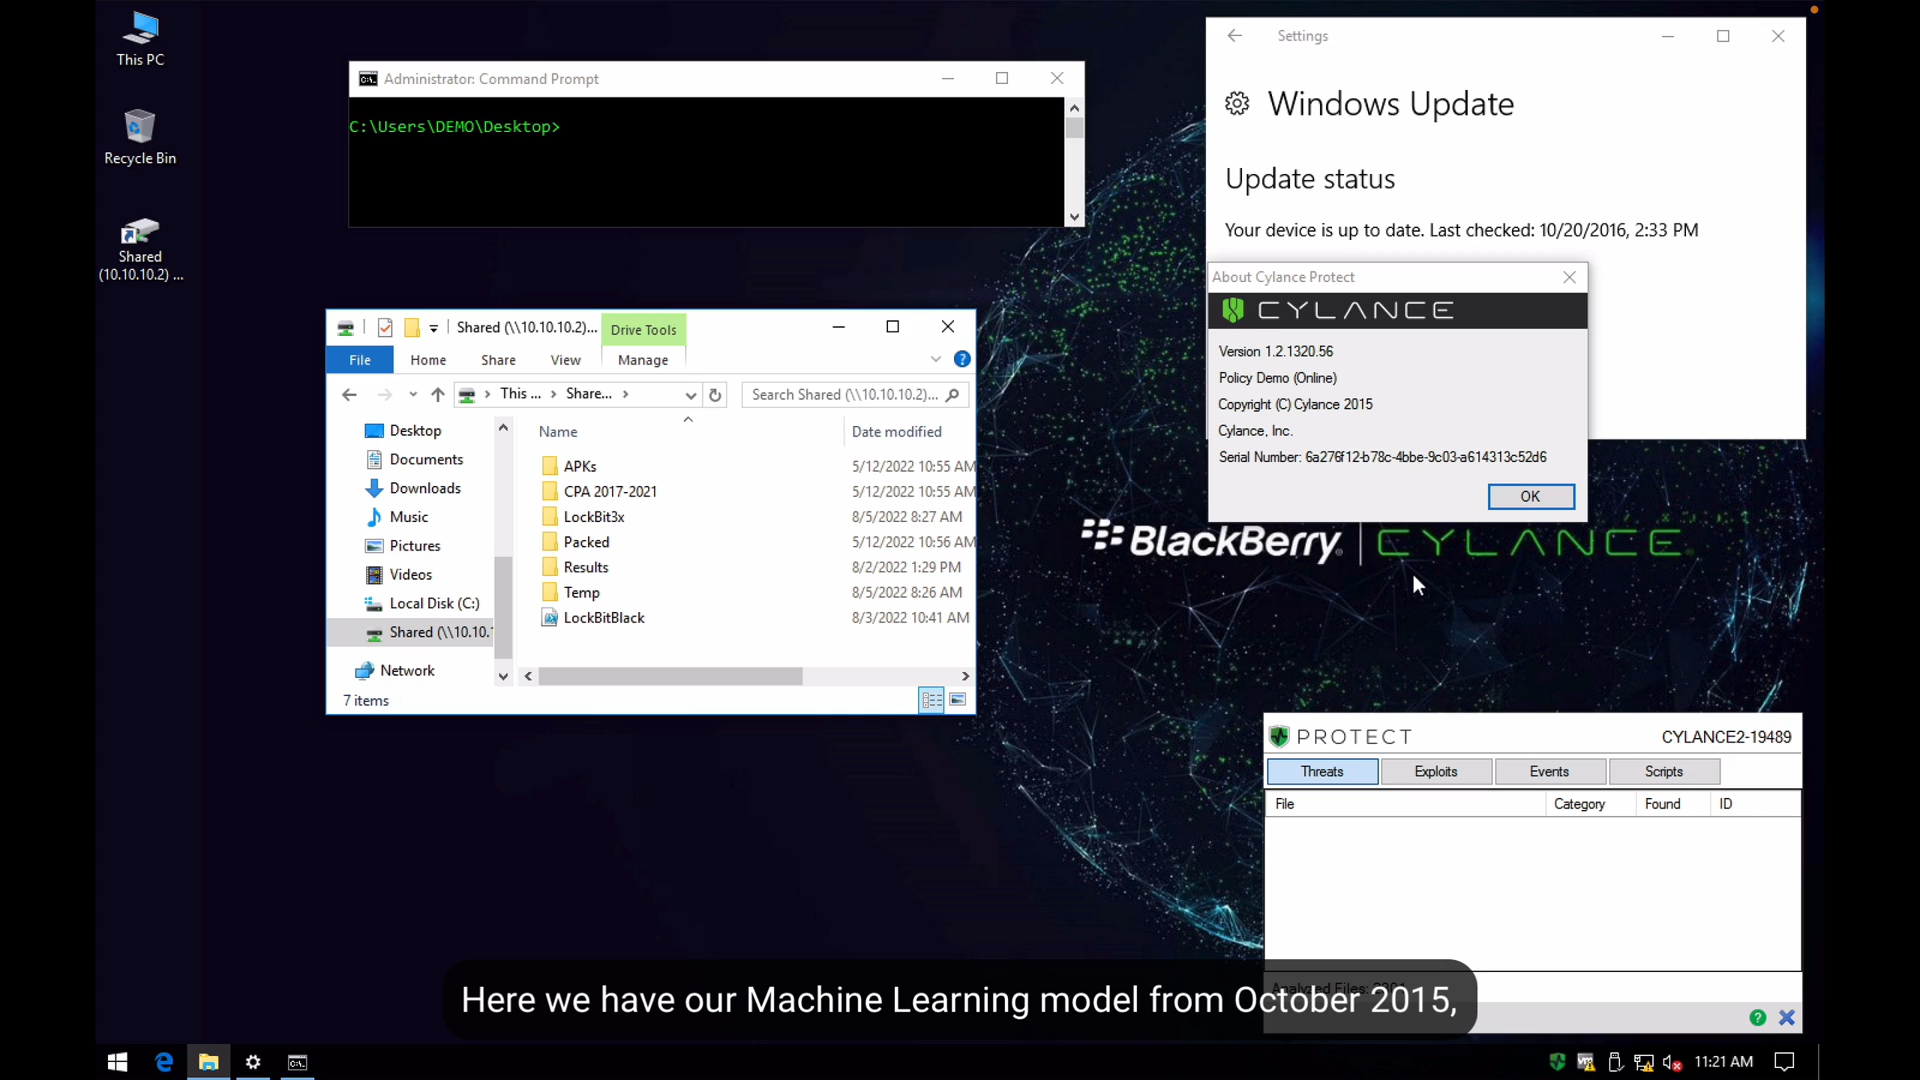 This PC
Recycle Bin
Shared
(10.10.10.2) ...
Administrator: Command Prompt
C:\Users\DEMO\Desktop>
Settings
Windows Update
Update status
Your device is up to date. Last checked: 10/20/2016, 2:33 PM
About Cylance Protect
CYLANCE
Version 1.2.1320.56
Policy Demo (Online)
Copyright (C) Cylance 2015
Cylance, Inc.
Serial Number: 6a276f12-b78c-4bbe-9c03-a614313c52d6
OK
Shared (\\10.10.10.2)...
Drive Tools
File Home Share View Manage
This ... Share...
Search Shared (\\10.10.10.2)...
Desktop
Documents
Downloads
Music
Pictures
Videos
Local Disk (C:)
Shared (\\10.10.1
Network
Name Date modified
APKs 5/12/2022 10:55 AM
CPA 2017-2021 5/12/2022 10:55 AM
LockBit3x 8/5/2022 8:27 AM
Packed 5/12/2022 10:56 AM
Results 8/2/2022 1:29 PM
Temp 8/5/2022 8:26 AM
LockBitBlack 8/3/2022 10:41 AM
7 items
BlackBerry. CYLANCE
PROTECT CYLANCE2-19489
Threats Exploits Events Scripts
File Category Found ID
Analyzed Files:
Here we have our Machine Learning model from October 2015,
11:21 AM